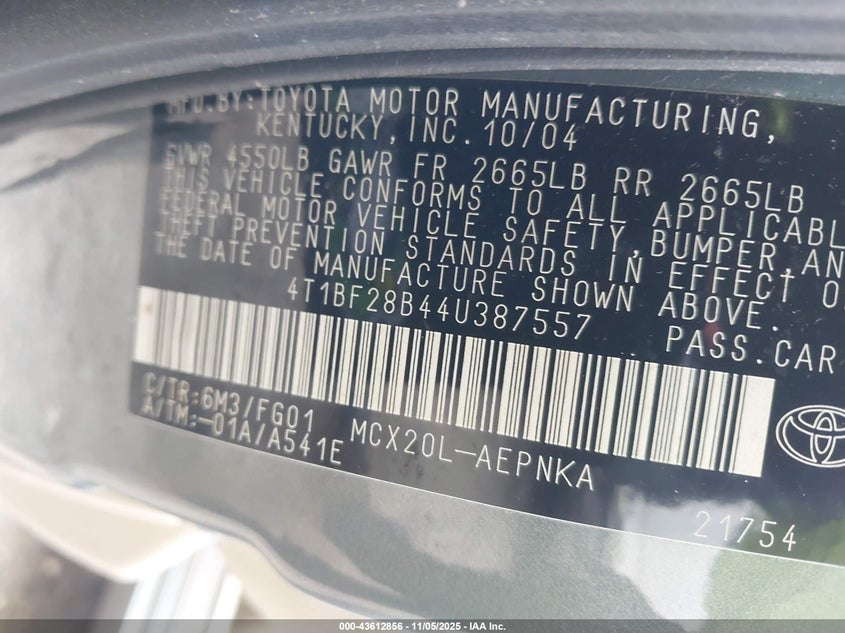 MFD.BY:TOYOTA MOTOR MANUFACTURING,
KENTUCKY,INC. 10/04
GVWR 4550LB GAWR FR 2665LB RR 2665LB
THIS VEHICLE CONFORMS TO ALL APPLICABL
FEDERAL MOTOR VEHICLE SAFETY,BUMPER,AN
THEFT PREVENTION STANDARDS IN EFFECT O
THE DATE OF MANUFACTURE SHOWN ABOVE.
4T1BF28B44U387557 PASS.CAR
C/TR:6M3/FG01
A/TM:-01A/A541E MCX20L-AEPNKA
21754
000-43612856 - 11/05/2025 - IAA Inc.